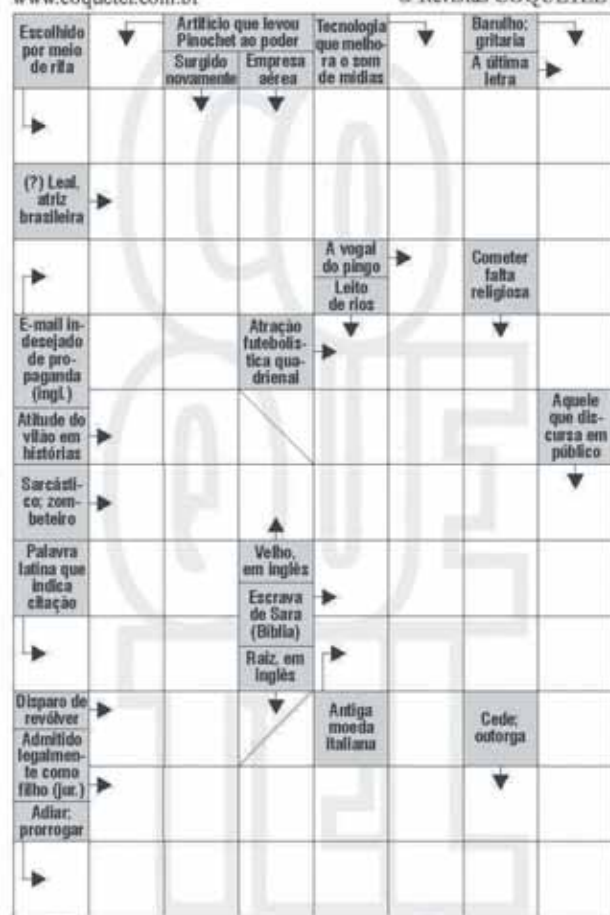 www.coquetel.com.br
© Revistas COQUETEL
Escolhido
por meio
de rifa
Artifício que levou
Pinochet ao poder
Surgido
novamente
Empresa
aérea
Tecnologia
que melho-
ra o som
de mídias
Barulho;
gritaria
A última
letra
(?) Leal,
atriz
brasileira
A vogal
do pingo
Leito
de rios
Cometer
falta
religiosa
E-mail in-
desejado
de pro-
paganda
(ingl.)
Atração
futebolís-
tica qua-
drienal
Atitude do
vilão em
histórias
Aquele
que dis-
cursa em
público
Sarcásti-
co; zom-
beteiro
Palavra
latina que
indica
citação
Velho,
em inglês
Escrava
de Sara
(Bíblia)
Raiz, em
inglês
Disparo de
revólver
Antiga
moeda
italiana
Cede;
outorga
Admitido
legalmen-
te como
filho (jur.)
Adiar;
prorrogar